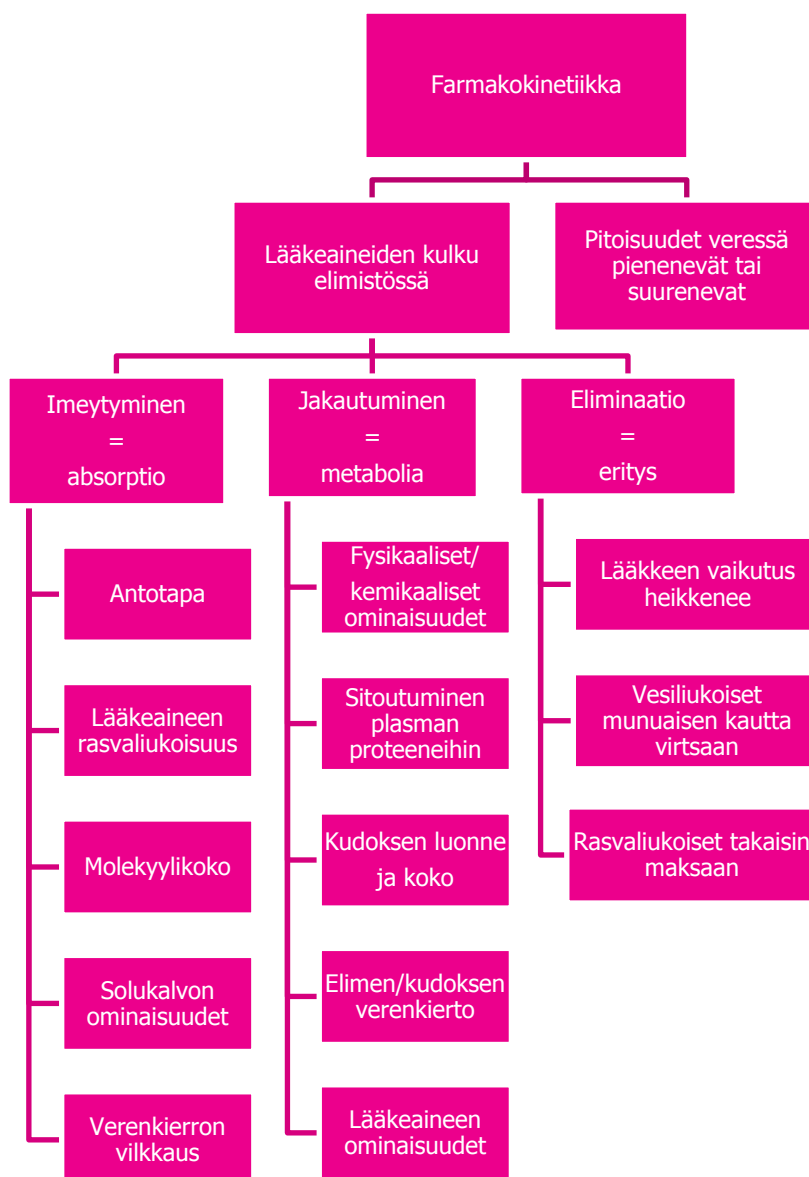 Farmakokinetiikka
Lääkeaineiden kulku
elimistössä
Pitoisuudet veressä
pienenevät tai
suurenevat
Imeytyminen
=
absorptio
Jakautuminen
=
metabolia
Eliminaatio
=
eritys
Antotapa
Lääkeaineen
rasvaliukoisuus
Molekyylikoko
Solukalvon
ominaisuudet
Verenkierron
vilkkaus
Fysikaaliset/
kemikaaliset
ominaisuudet
Sitoutuminen
plasman
proteeneihin
Kudoksen luonne
ja koko
Elimen/kudoksen
verenkierto
Lääkeaineen
ominaisuudet
Lääkkeen vaikutus
heikkenee
Vesiliukoiset
munuaisen kautta
virtsaan
Rasvaliukoiset takaisin
maksaan